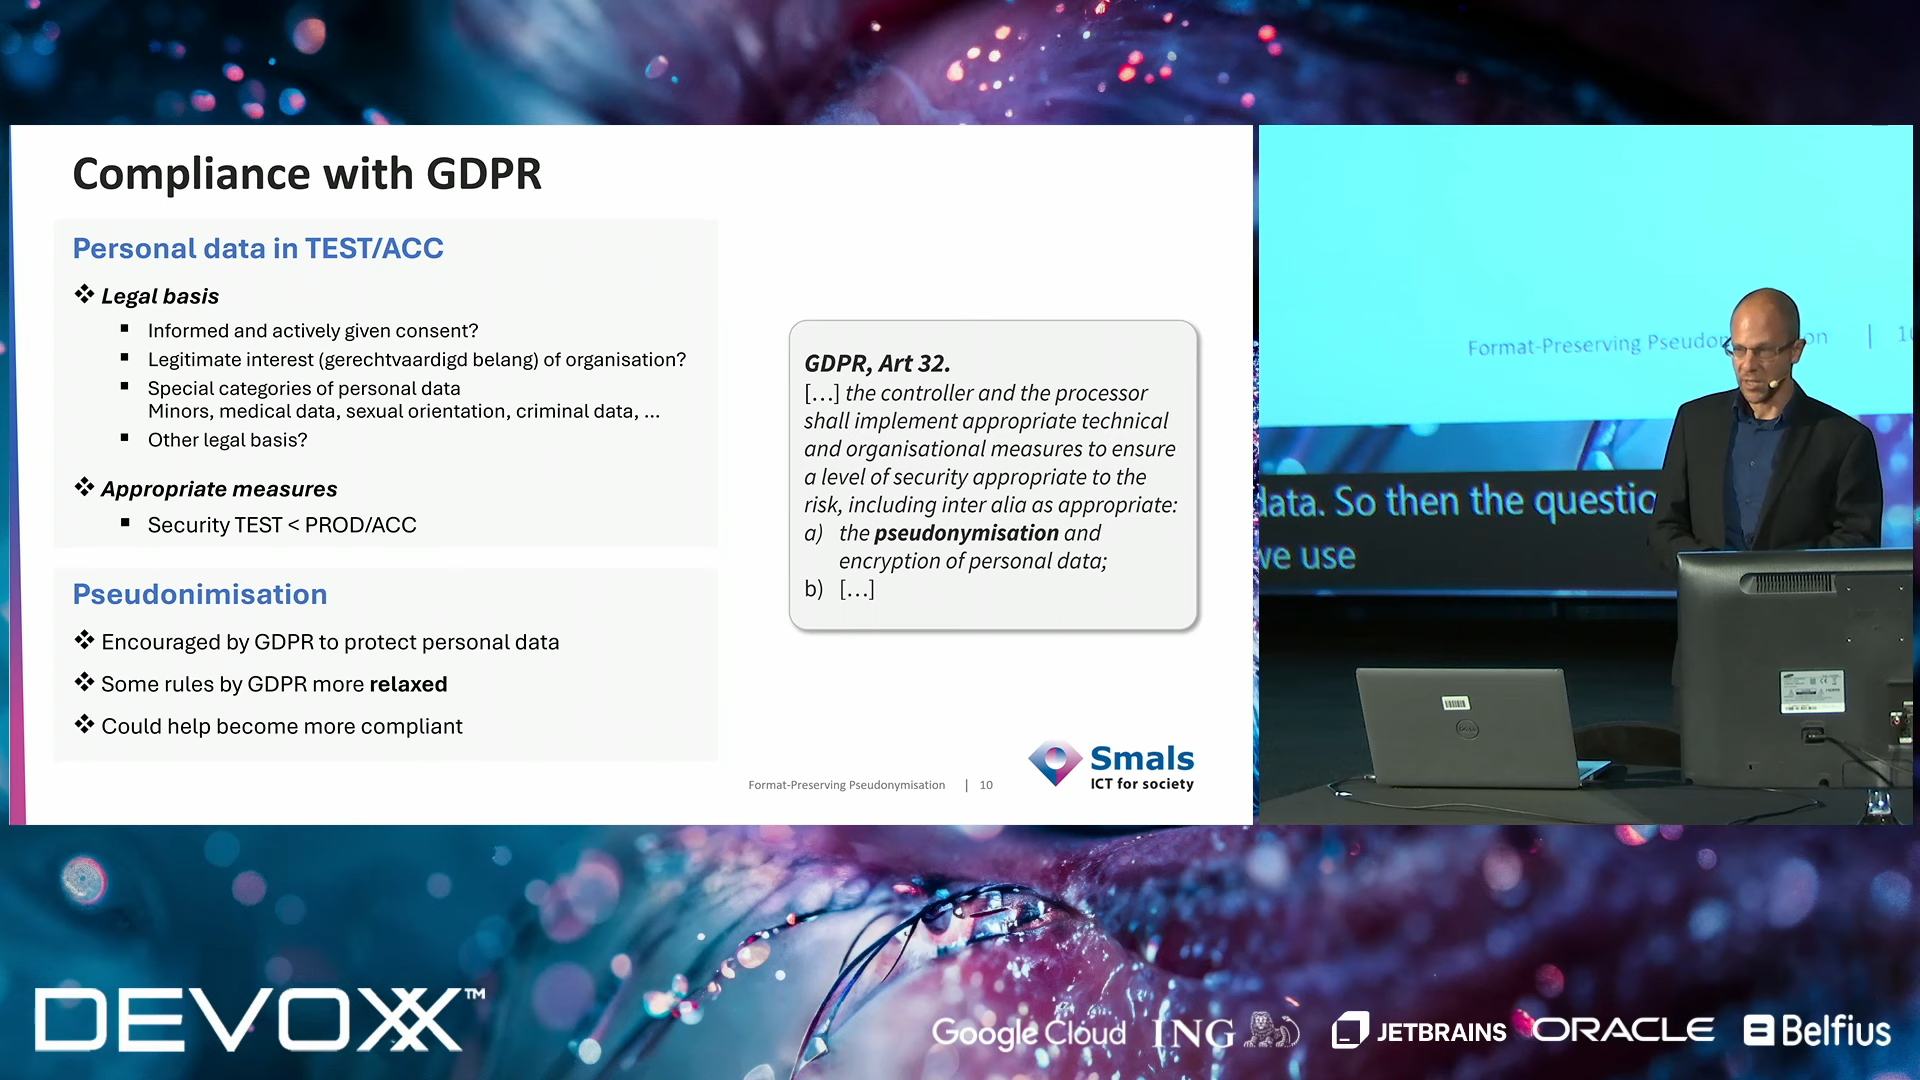 Compliance with GDPR
Personal data in TEST/ACC
Legal basis
Informed and actively given consent?
Legitimate interest (gerechtvaardigd belang) of organisation?
Special categories of personal data
Minors, medical data, sexual orientation, criminal data, ...
Other legal basis?
Appropriate measures
Security TEST < PROD/ACC
Pseudonimisation
Encouraged by GDPR to protect personal data
Some rules by GDPR more relaxed
Could help become more compliant
GDPR, Art 32.
[…] the controller and the processor
shall implement appropriate technical
and organisational measures to ensure
a level of security appropriate to the
risk, including inter alia as appropriate:
a) the pseudonymisation and
encryption of personal data;
b) […]
Format-Preserving Pseudonymisation | 10
Smals
ICT for society
Format-Preserving
data. So then the questio
we use
DEVOXX™
Google Cloud
ING
JETBRAINS
ORACLE
Belfius